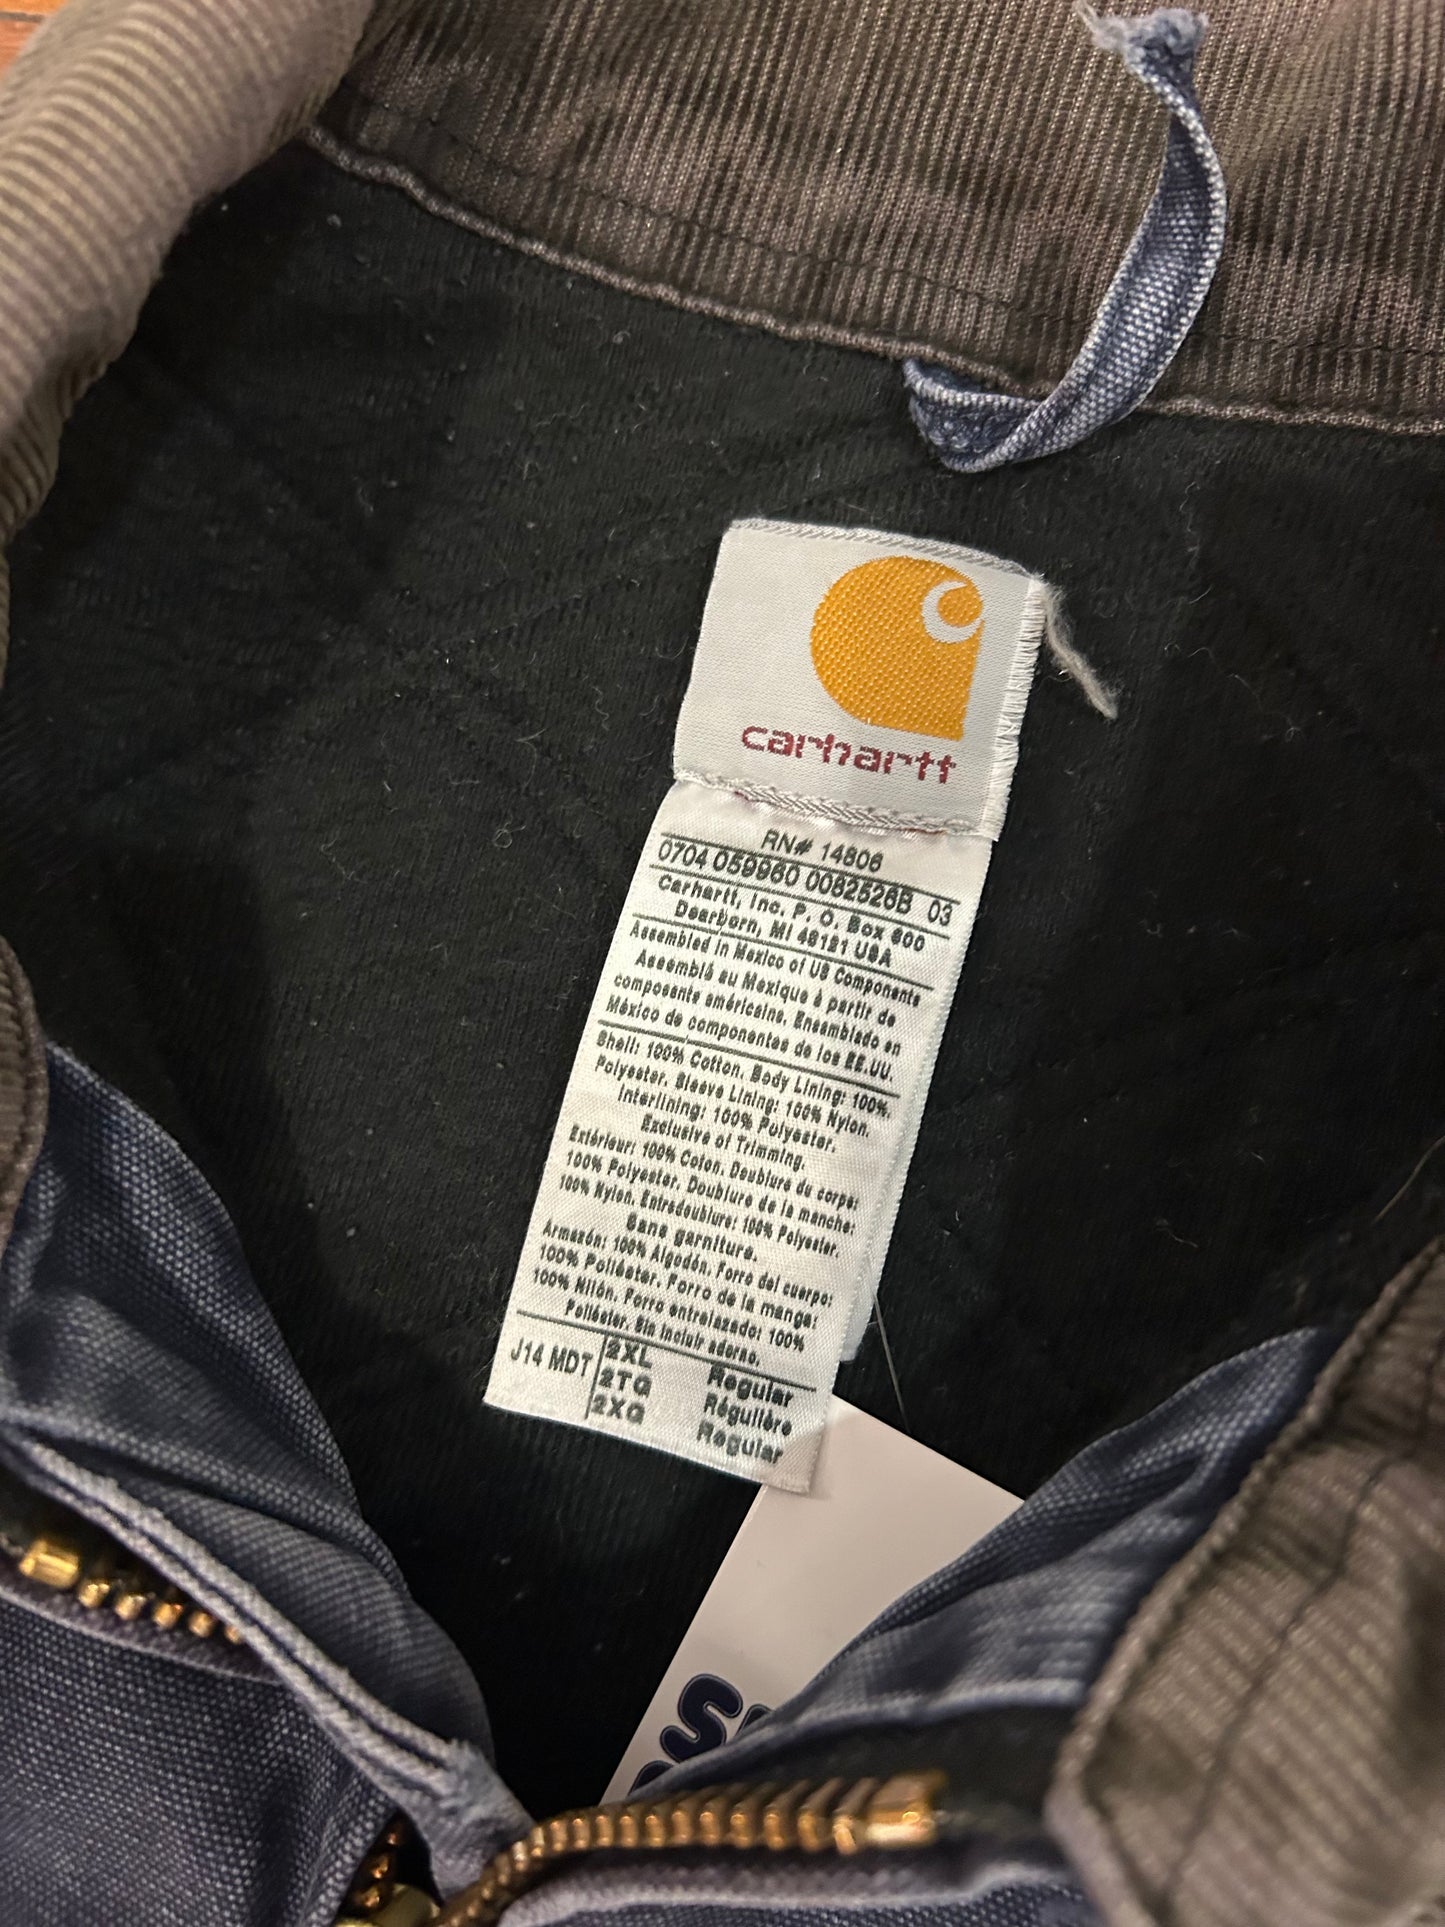 carhartt
RN# 14806
0704 059960 0082526B 03
Carhartt, Inc. P. O. Box 600
Dearborn, MI 48121 USA
Assembled in Mexico of US Components
Assemblá au Mexique à partir de
composants américains. Ensamblado en
México de componentes de los EE.UU.
Shell: 100% Cotton. Body Lining: 100%
Polyester. Sleeve Lining: 100% Nylon.
Interlining: 100% Polyester.
Exclusive of Trimming.
Extérieur: 100% Coton. Doublure du corps:
100% Polyester. Doublure de la manche:
100% Nylon. Entredoublure: 100% Polyester.
Sans garniture.
Armazón: 100% Algodón. Forro del cuerpo:
100% Poliéster. Forro de la manga:
100% Nilón. Forro entrelazado: 100%
Poliéster. Sin incluir adorno.
J14 MDT 2XL Regular
2TG Régulière
2XG Regular